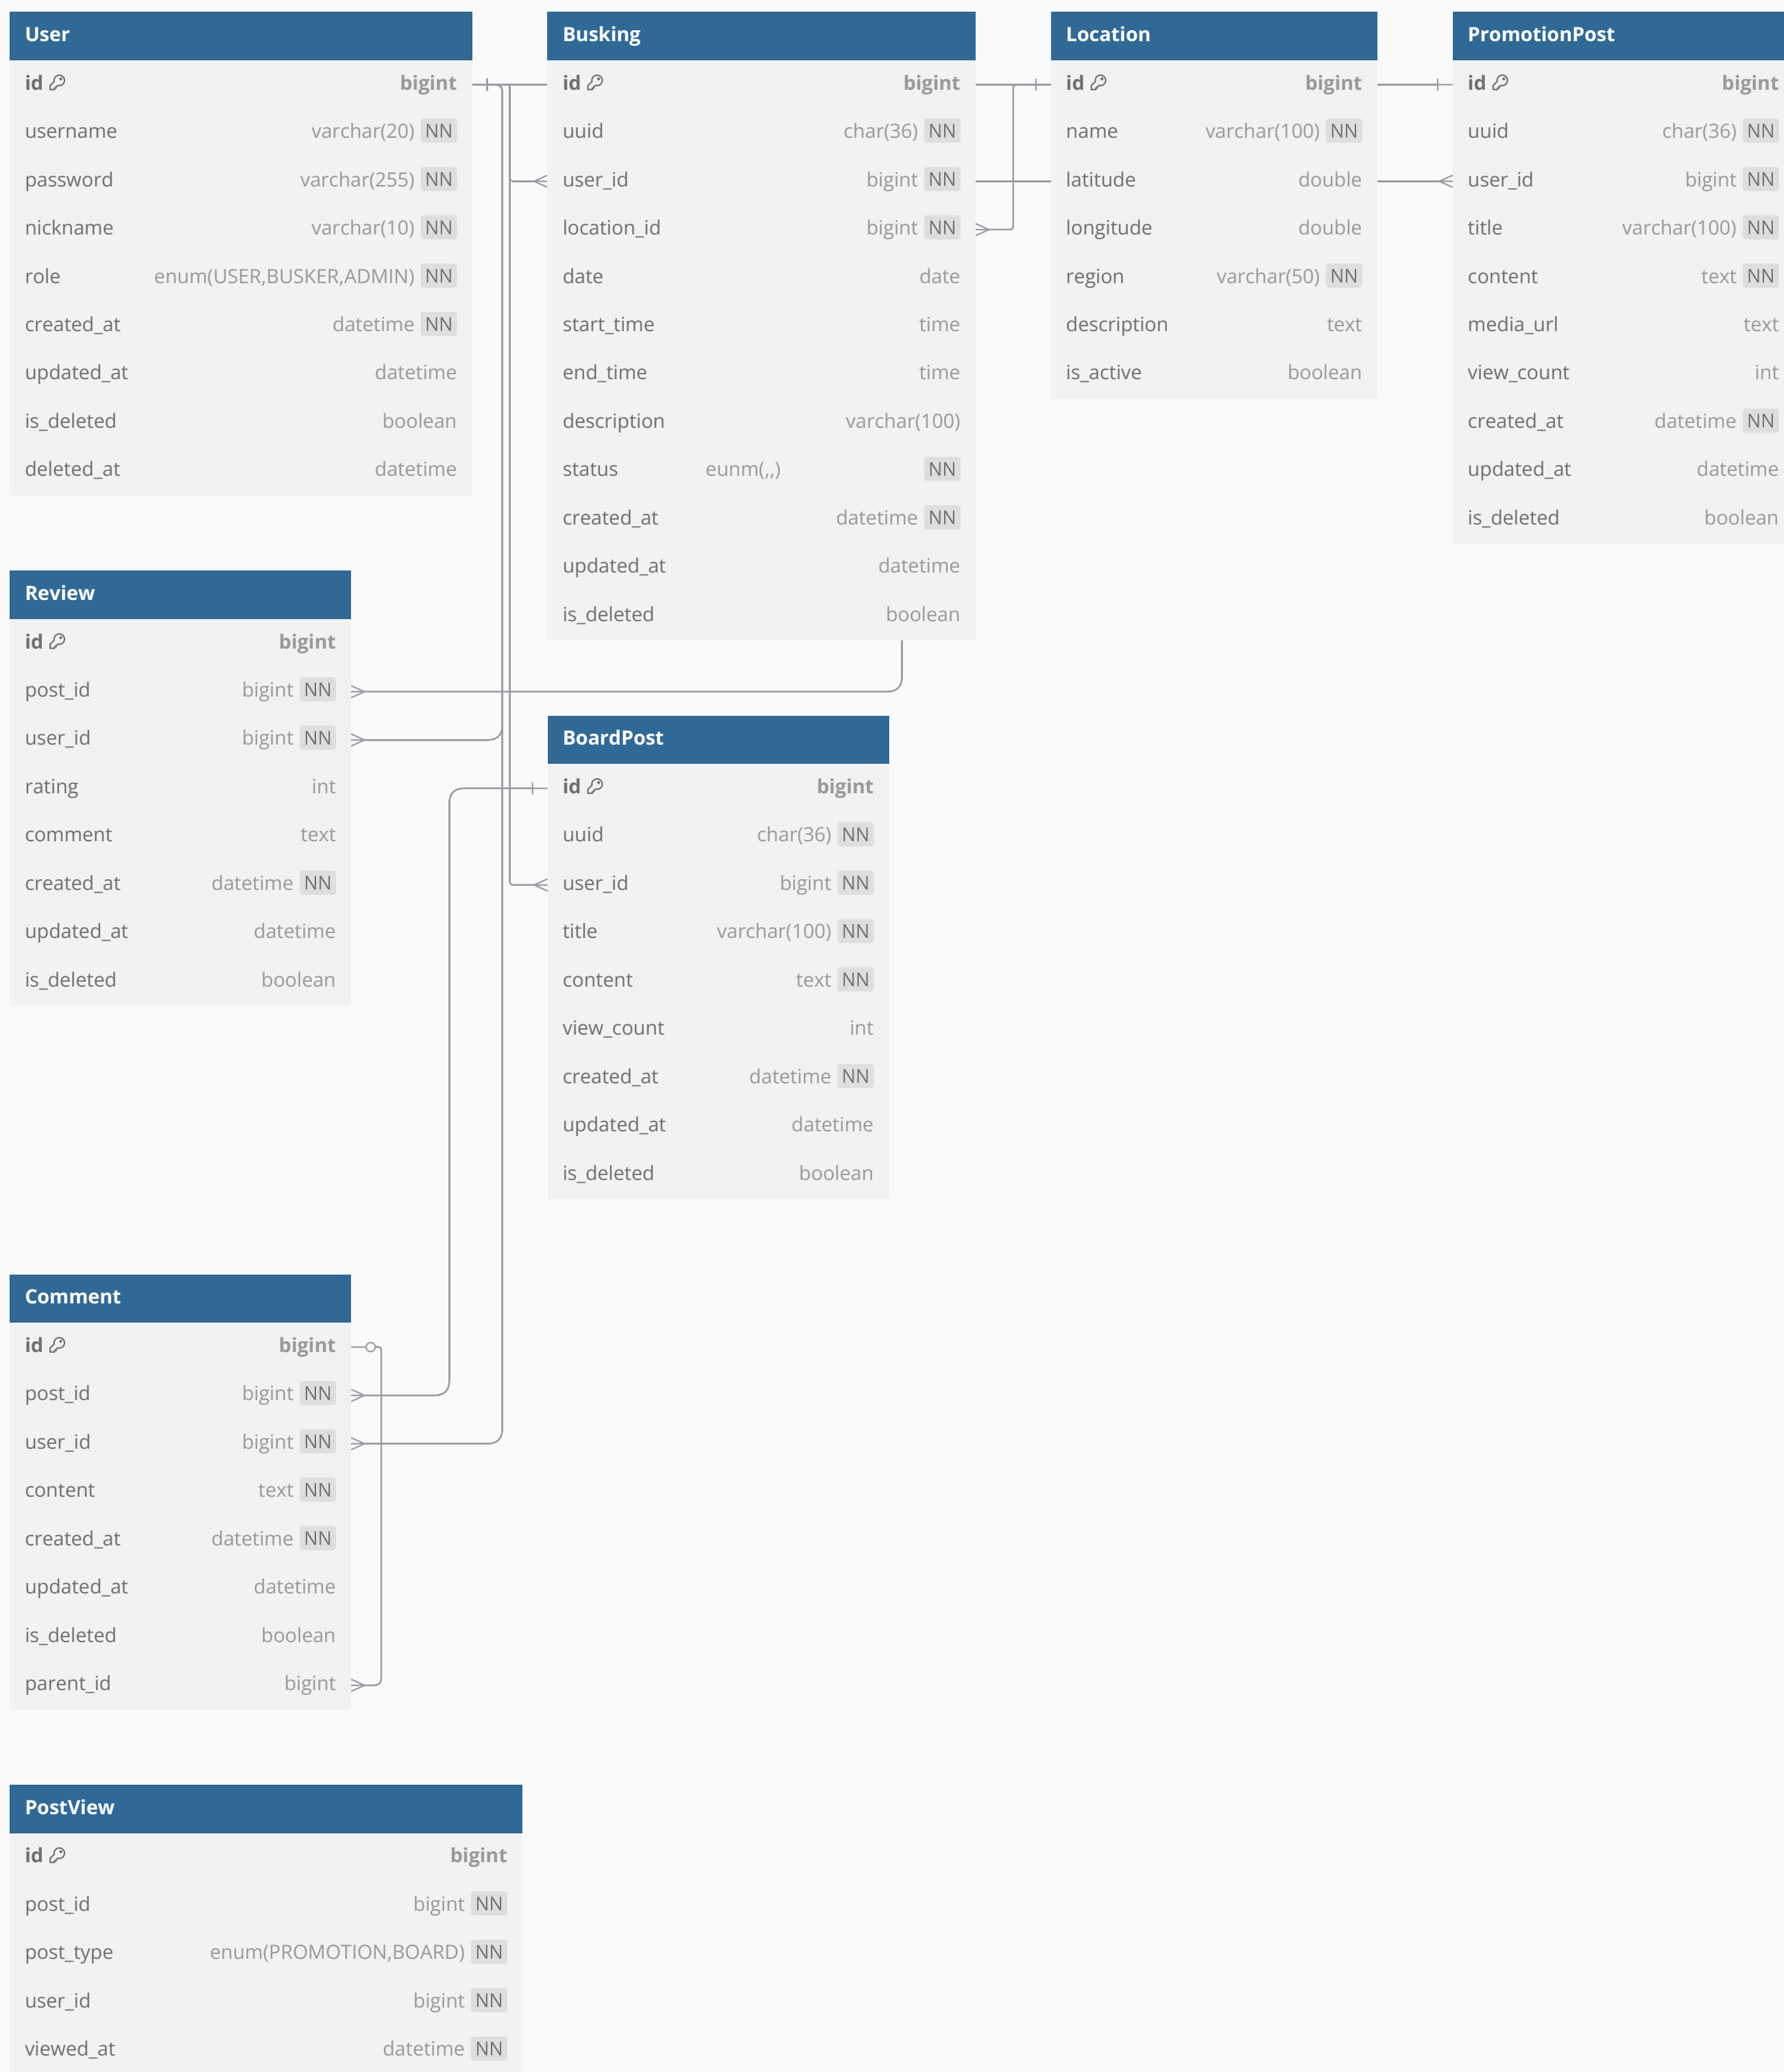 User
id bigint
username varchar(20) NN
password varchar(255) NN
nickname varchar(10) NN
role enum(USER,BUSKER,ADMIN) NN
created_at datetime NN
updated_at datetime
is_deleted boolean
deleted_at datetime
Busking
id bigint
uuid char(36) NN
user_id bigint NN
location_id bigint NN
date date
start_time time
end_time time
description varchar(100)
status eunm(,,) NN
created_at datetime NN
updated_at datetime
is_deleted boolean
Location
id bigint
name varchar(100) NN
latitude double
longitude double
region varchar(50) NN
description text
is_active boolean
PromotionPost
id bigint
uuid char(36) NN
user_id bigint NN
title varchar(100) NN
content text NN
media_url text
view_count int
created_at datetime NN
updated_at datetime
is_deleted boolean
Review
id bigint
post_id bigint NN
user_id bigint NN
rating int
comment text
created_at datetime NN
updated_at datetime
is_deleted boolean
BoardPost
id bigint
uuid char(36) NN
user_id bigint NN
title varchar(100) NN
content text NN
view_count int
created_at datetime NN
updated_at datetime
is_deleted boolean
Comment
id bigint
post_id bigint NN
user_id bigint NN
content text NN
created_at datetime NN
updated_at datetime
is_deleted boolean
parent_id bigint
PostView
id bigint
post_id bigint NN
post_type enum(PROMOTION,BOARD) NN
user_id bigint NN
viewed_at datetime NN